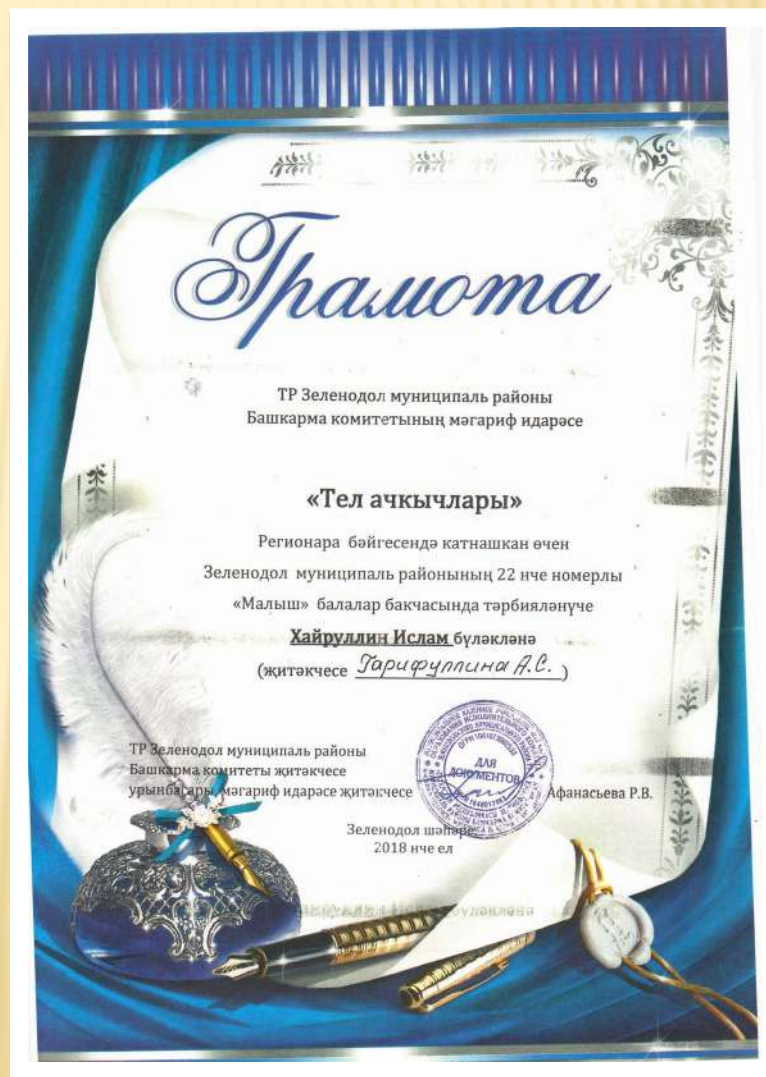 Грамота
ТР Зеленодол муниципаль районы
Башкарма комитетының мәгариф идарәсе
«Тел ачкычлары»
Регионара бәйгесендә катнашкан өчен
Зеленодол муниципаль районының 22 нче номерлы
«Малыш» балалар бакчасында тәрбияләнүче
Хайруллин Ислам бүләкләнә
(җитәкчесе Гарифуллина А.С.)
ТР Зеленодол муниципаль районы
Башкарма комитеты җитәкчесе
урынбасары, мәгариф идарәсе җитәкчесе Афанасьева Р.В.
ДЛЯ
ДОКУМЕНТОВ
Зеленодол шәһәре
2018 нче ел